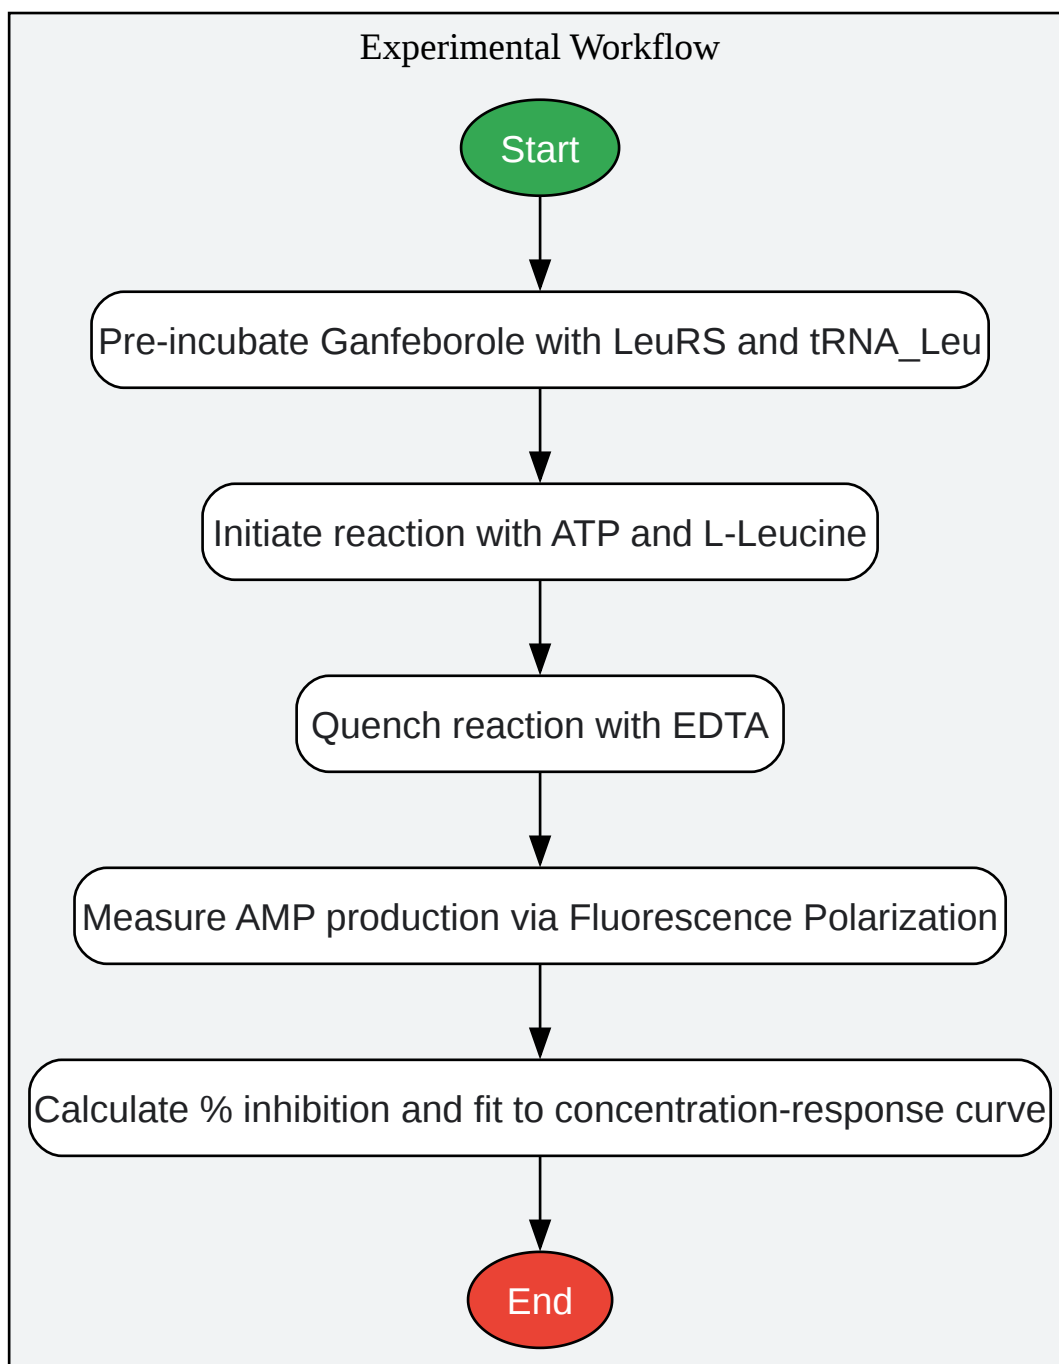 Experimental Workflow
Start
Pre-incubate Ganfeborole with LeuRS and tRNA_Leu
Initiate reaction with ATP and L-Leucine
Quench reaction with EDTA
Measure AMP production via Fluorescence Polarization
Calculate % inhibition and fit to concentration-response curve
End